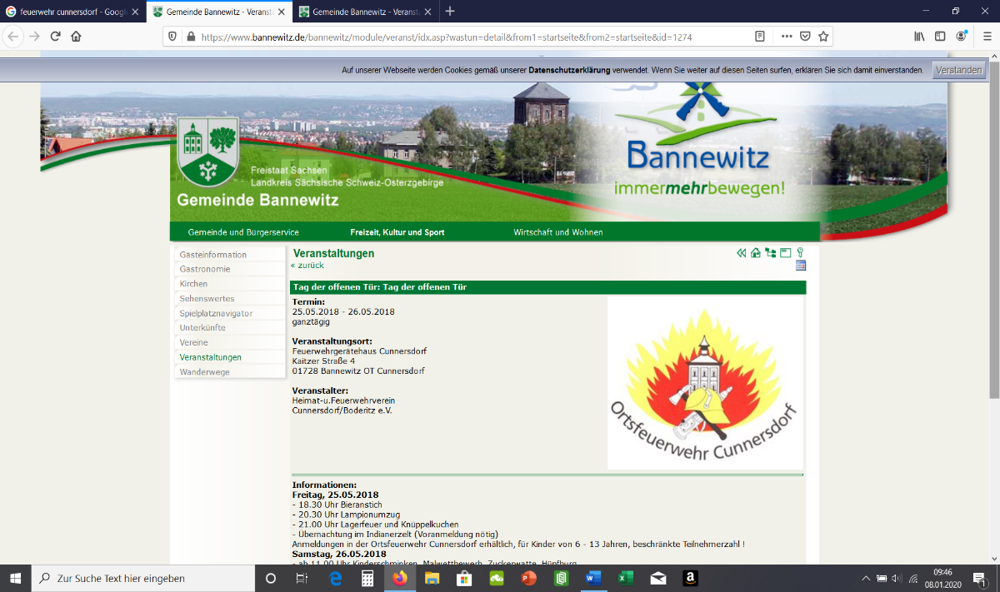 feuerwehr cunnersdorf - Googl
Gemeinde Bannewitz - Veranst
Gemeinde Bannewitz - Veranst
https://www.bannewitz.de/bannewitz/module/veranst/idx.asp?wastun=detail&from1=startseite&from2=startseite&id=1274
Auf unserer Webseite werden Cookies gemäß unserer Datenschutzerklärung verwendet. Wenn Sie weiter auf diesen Seiten surfen, erklären Sie sich damit einverstanden.
Verstanden
Freistaat Sachsen
Landkreis Sächsische Schweiz-Osterzgebirge
Gemeinde Bannewitz
Bannewitz
immermehrbewegen!
Gemeinde und Bürgerservice
Freizeit, Kultur und Sport
Wirtschaft und Wohnen
Gästeinformation
Gastronomie
Kirchen
Sehenswertes
Spielplatznavigator
Unterkünfte
Vereine
Veranstaltungen
Wanderwege
Veranstaltungen
« zurück
Tag der offenen Tür: Tag der offenen Tür
Termin:
25.05.2018 - 26.05.2018
ganztägig
Veranstaltungsort:
Feuerwehrgerätehaus Cunnersdorf
Kaitzer Straße 4
01728 Bannewitz OT Cunnersdorf
Veranstalter:
Heimat-u.Feuerwehrverein
Cunnersdorf/Boderitz e.V.
Ortsfeuerwehr Cunnersdorf
Informationen:
Freitag, 25.05.2018
- 18.30 Uhr Bieranstich
- 20.30 Uhr Lampionumzug
- 21.00 Uhr Lagerfeuer und Knüppelkuchen
- Übernachtung im Indianerzelt (Voranmeldung nötig)
Anmeldungen in der Ortsfeuerwehr Cunnersdorf erhältlich, für Kinder von 6 - 13 Jahren, beschränkte Teilnehmerzahl !
Samstag, 26.05.2018
- ab 11.00 Uhr Kinderschminken, Malwettbewerb, Zuckerwatte, Hüpfburg
Zur Suche Text hier eingeben
09:46
08.01.2020
1